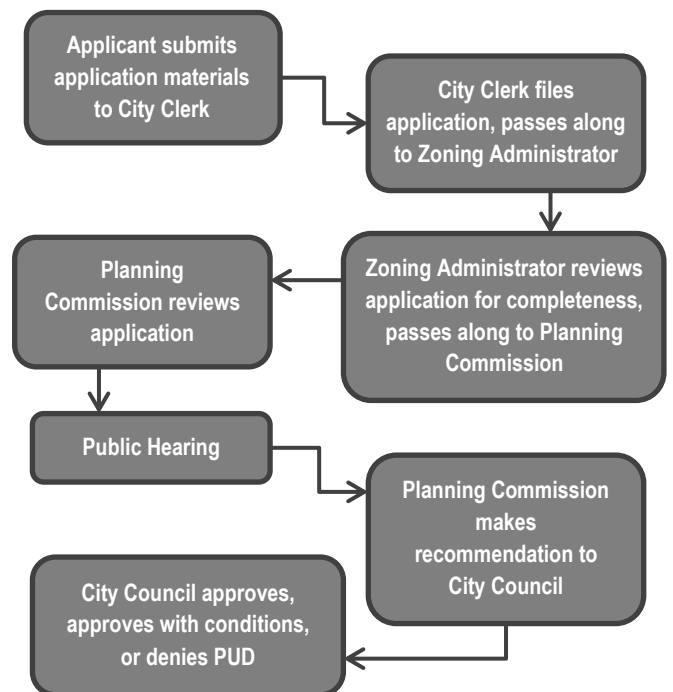 Applicant submits
application materials
to City Clerk
City Clerk files
application, passes along
to Zoning Administrator
Zoning Administrator reviews
application for completeness,
passes along to Planning
Commission
Planning
Commission reviews
application
Public Hearing
Planning Commission
makes
recommendation to
City Council
City Council approves,
approves with conditions,
or denies PUD